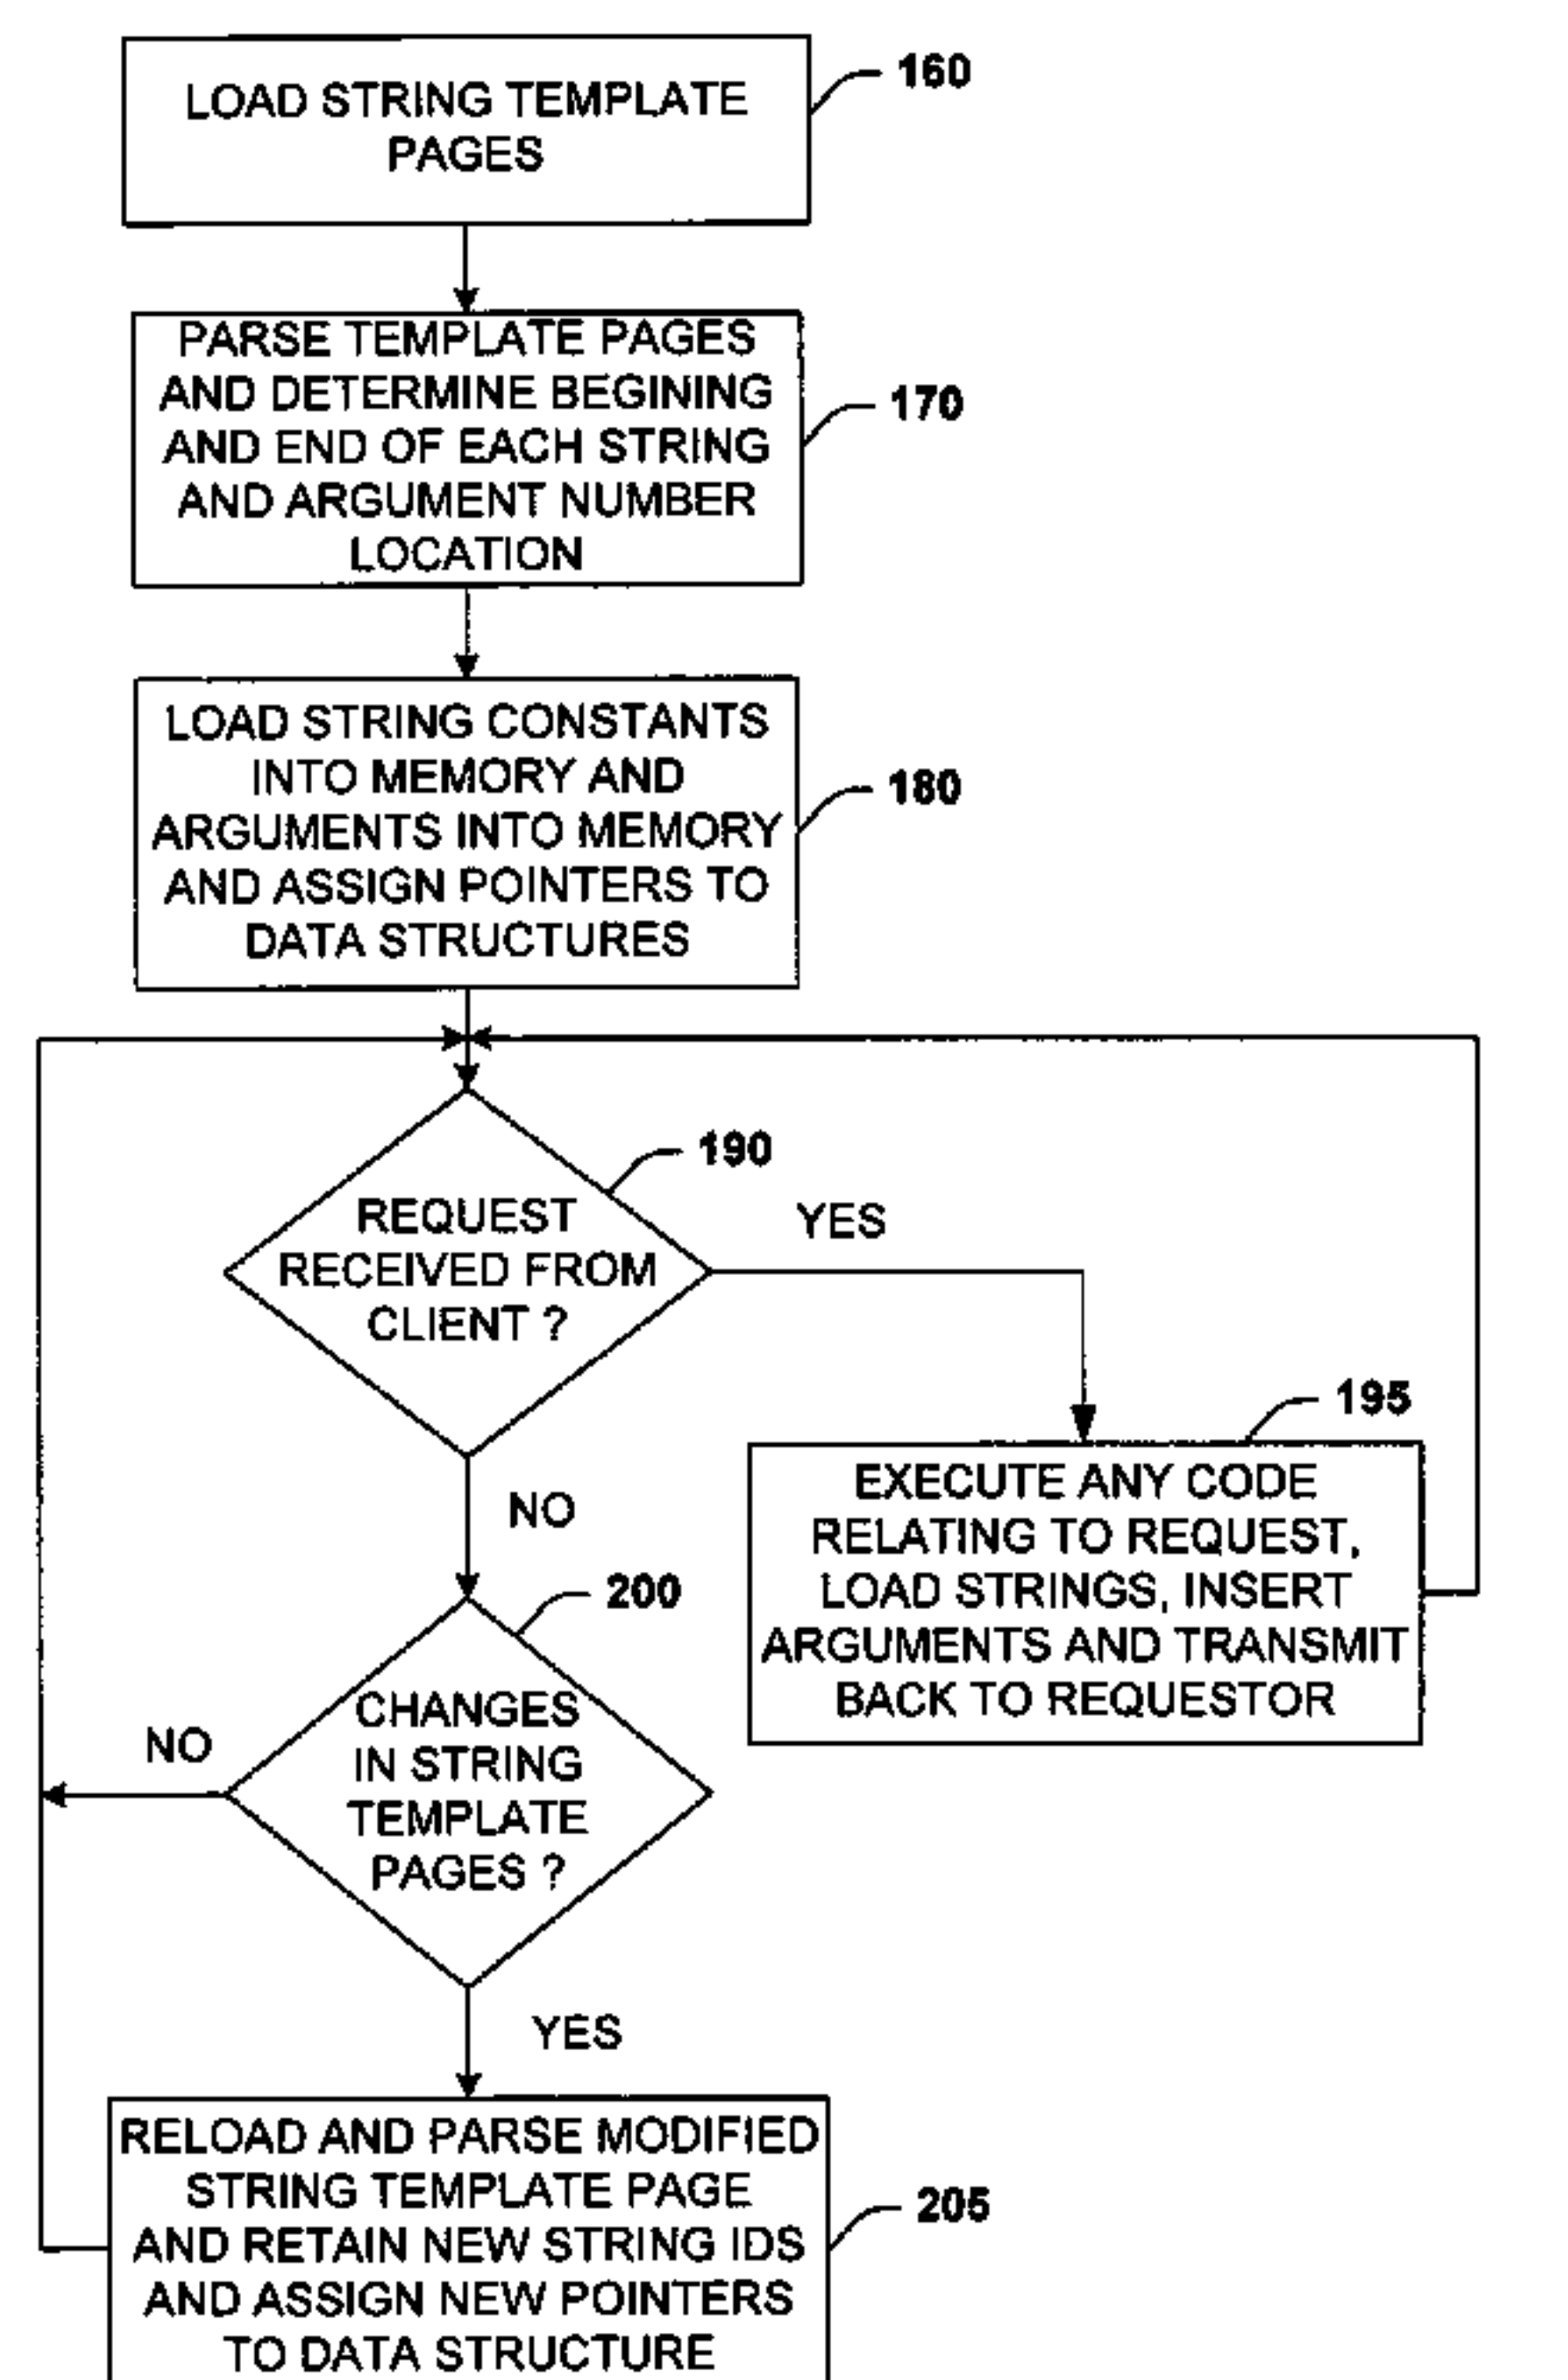 LOAD STRING TEMPLATE
PAGES
160
PARSE TEMPLATE PAGES
AND DETERMINE BEGINING
AND END OF EACH STRING
AND ARGUMENT NUMBER
LOCATION
170
LOAD STRING CONSTANTS
INTO MEMORY AND
ARGUMENTS INTO MEMORY
AND ASSIGN POINTERS TO
DATA STRUCTURES
180
190
REQUEST
RECEIVED FROM
CLIENT ?
YES
NO
195
EXECUTE ANY CODE
RELATING TO REQUEST,
LOAD STRINGS, INSERT
ARGUMENTS AND TRANSMIT
BACK TO REQUESTOR
200
CHANGES
IN STRING
TEMPLATE
PAGES ?
NO
YES
RELOAD AND PARSE MODIFIED
STRING TEMPLATE PAGE
AND RETAIN NEW STRING IDS
AND ASSIGN NEW POINTERS
TO DATA STRUCTURE
205